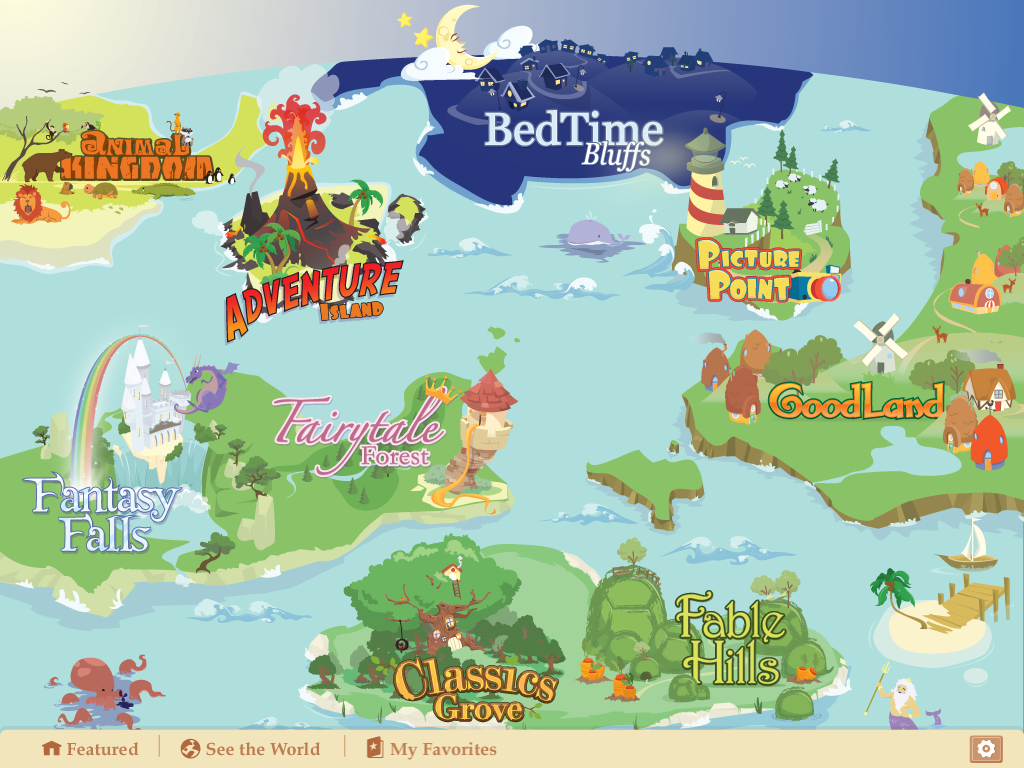 BedTime
Bluffs
Animal
Kingdom
Adventure
Island
Picture
Point
Fairytale
Forest
GoodLand
Fantasy
Falls
Classics
Grove
Fable
Hills
Featured
See the World
My Favorites